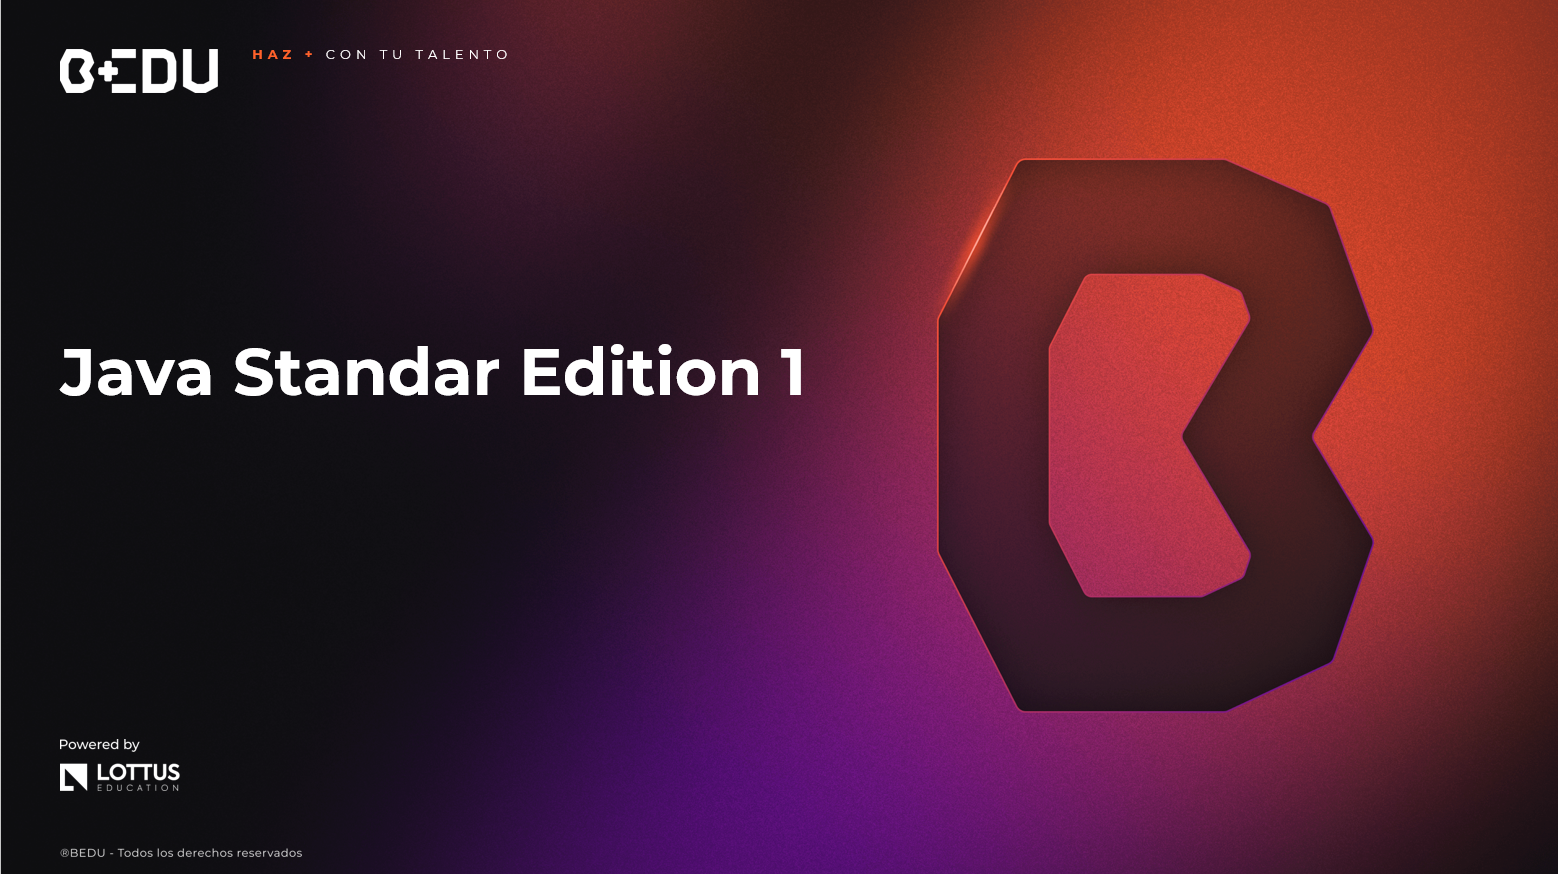 B+EDU
HAZ + CON TU TALENTO
Java Standar Edition 1
Powered by
LOTTUS
EDUCATION
®BEDU - Todos los derechos reservados